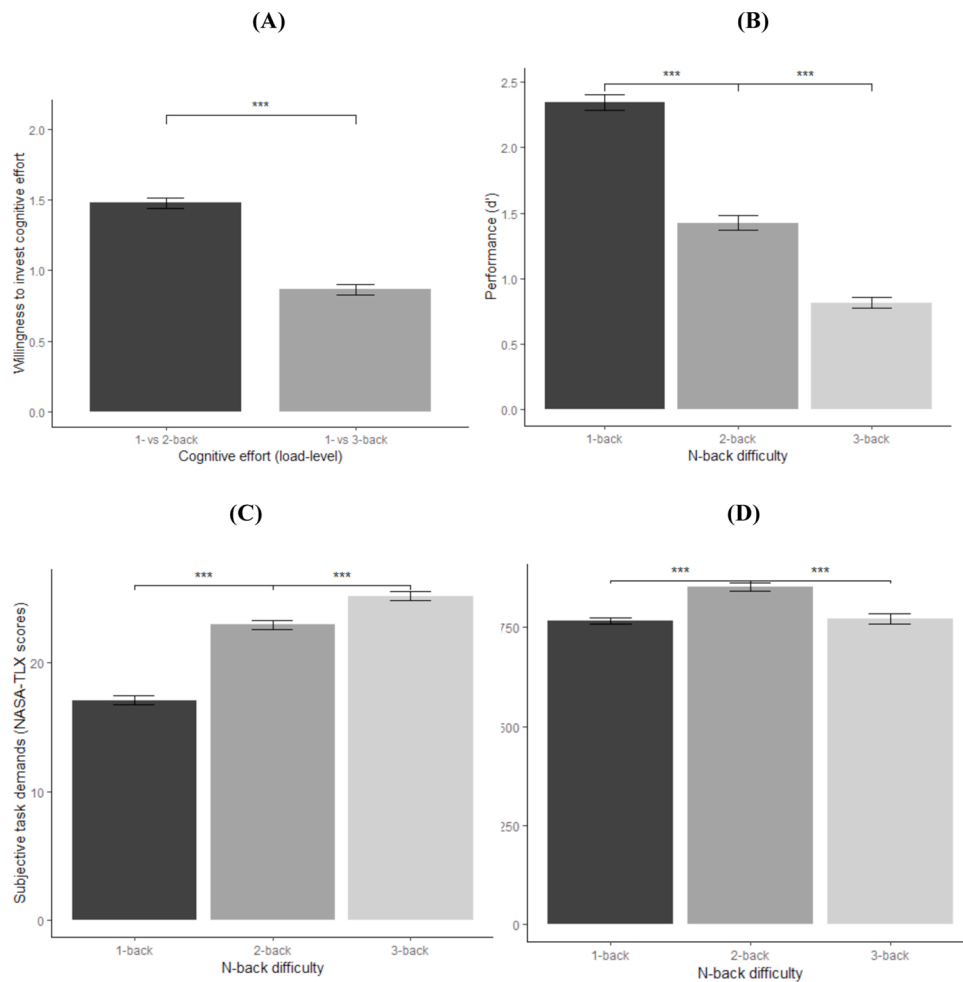 (A)
***
Willingness to invest cognitive effort
2.0
1.5
1.0
0.5
0.0
1- vs 2-back 1- vs 3-back
Cognitive effort (load-level)
(B)
*** ***
Performance (d')
2.5
2.0
1.5
1.0
0.5
0.0
1-back 2-back 3-back
N-back difficulty
(C)
*** ***
Subjective task demands (NASA-TLX scores)
20
10
0
1-back 2-back 3-back
N-back difficulty
(D)
*** ***
750
500
250
0
1-back 2-back 3-back
N-back difficulty